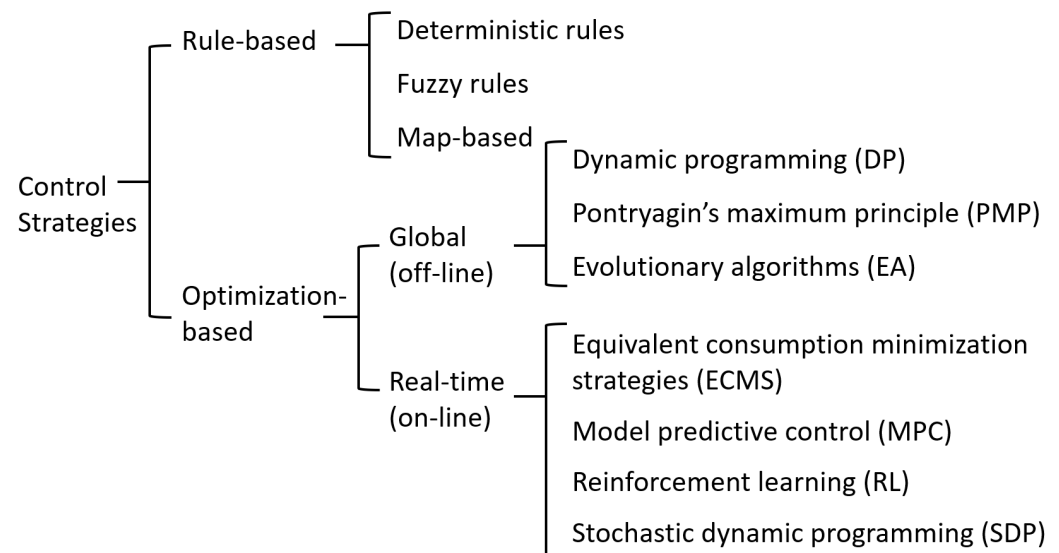 Control
Strategies
Rule-based
Deterministic rules
Fuzzy rules
Map-based
Optimization-
based
Global
(off-line)
Dynamic programming (DP)
Pontryagin’s maximum principle (PMP)
Evolutionary algorithms (EA)
Real-time
(on-line)
Equivalent consumption minimization
strategies (ECMS)
Model predictive control (MPC)
Reinforcement learning (RL)
Stochastic dynamic programming (SDP)